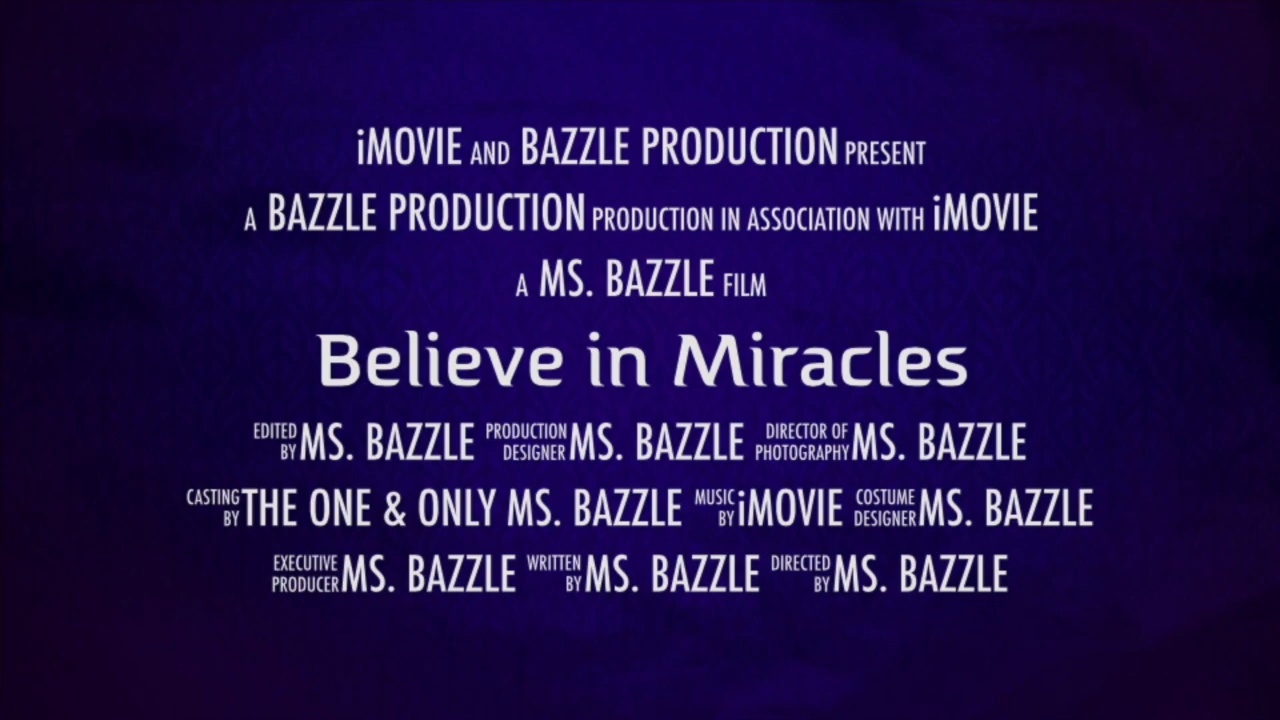 iMOVIE AND BAZZLE PRODUCTION PRESENT
A BAZZLE PRODUCTION PRODUCTION IN ASSOCIATION WITH iMOVIE
A MS. BAZZLE FILM
Believe in Miracles
EDITED BY MS. BAZZLE PRODUCTION DESIGNER MS. BAZZLE DIRECTOR OF PHOTOGRAPHY MS. BAZZLE
CASTING BY THE ONE & ONLY MS. BAZZLE MUSIC BY iMOVIE COSTUME DESIGNER MS. BAZZLE
EXECUTIVE PRODUCER MS. BAZZLE WRITTEN BY MS. BAZZLE DIRECTED BY MS. BAZZLE